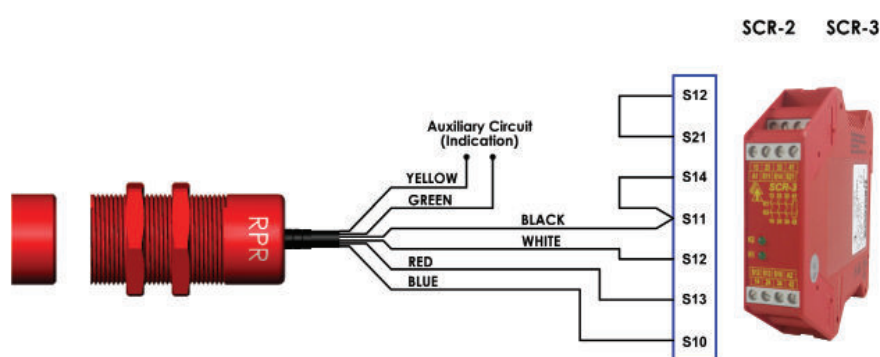 SCR-2 SCR-3
S12
Auxiliary Circuit
(Indication)
S21
YELLOW
S14
GREEN
BLACK
S11
WHITE
S12
RED
S13
BLUE
S10
RPR
SCR-3